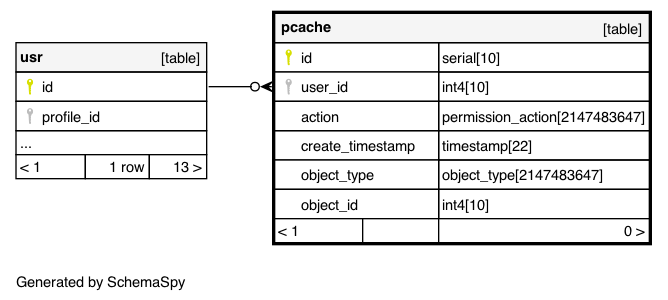 usr [table]
id
profile_id
...
< 1 1 row 13 >
pcache [table]
id serial[10]
user_id int4[10]
action permission_action[2147483647]
create_timestamp timestamp[22]
object_type object_type[2147483647]
object_id int4[10]
< 1 0 >
Generated by SchemaSpy